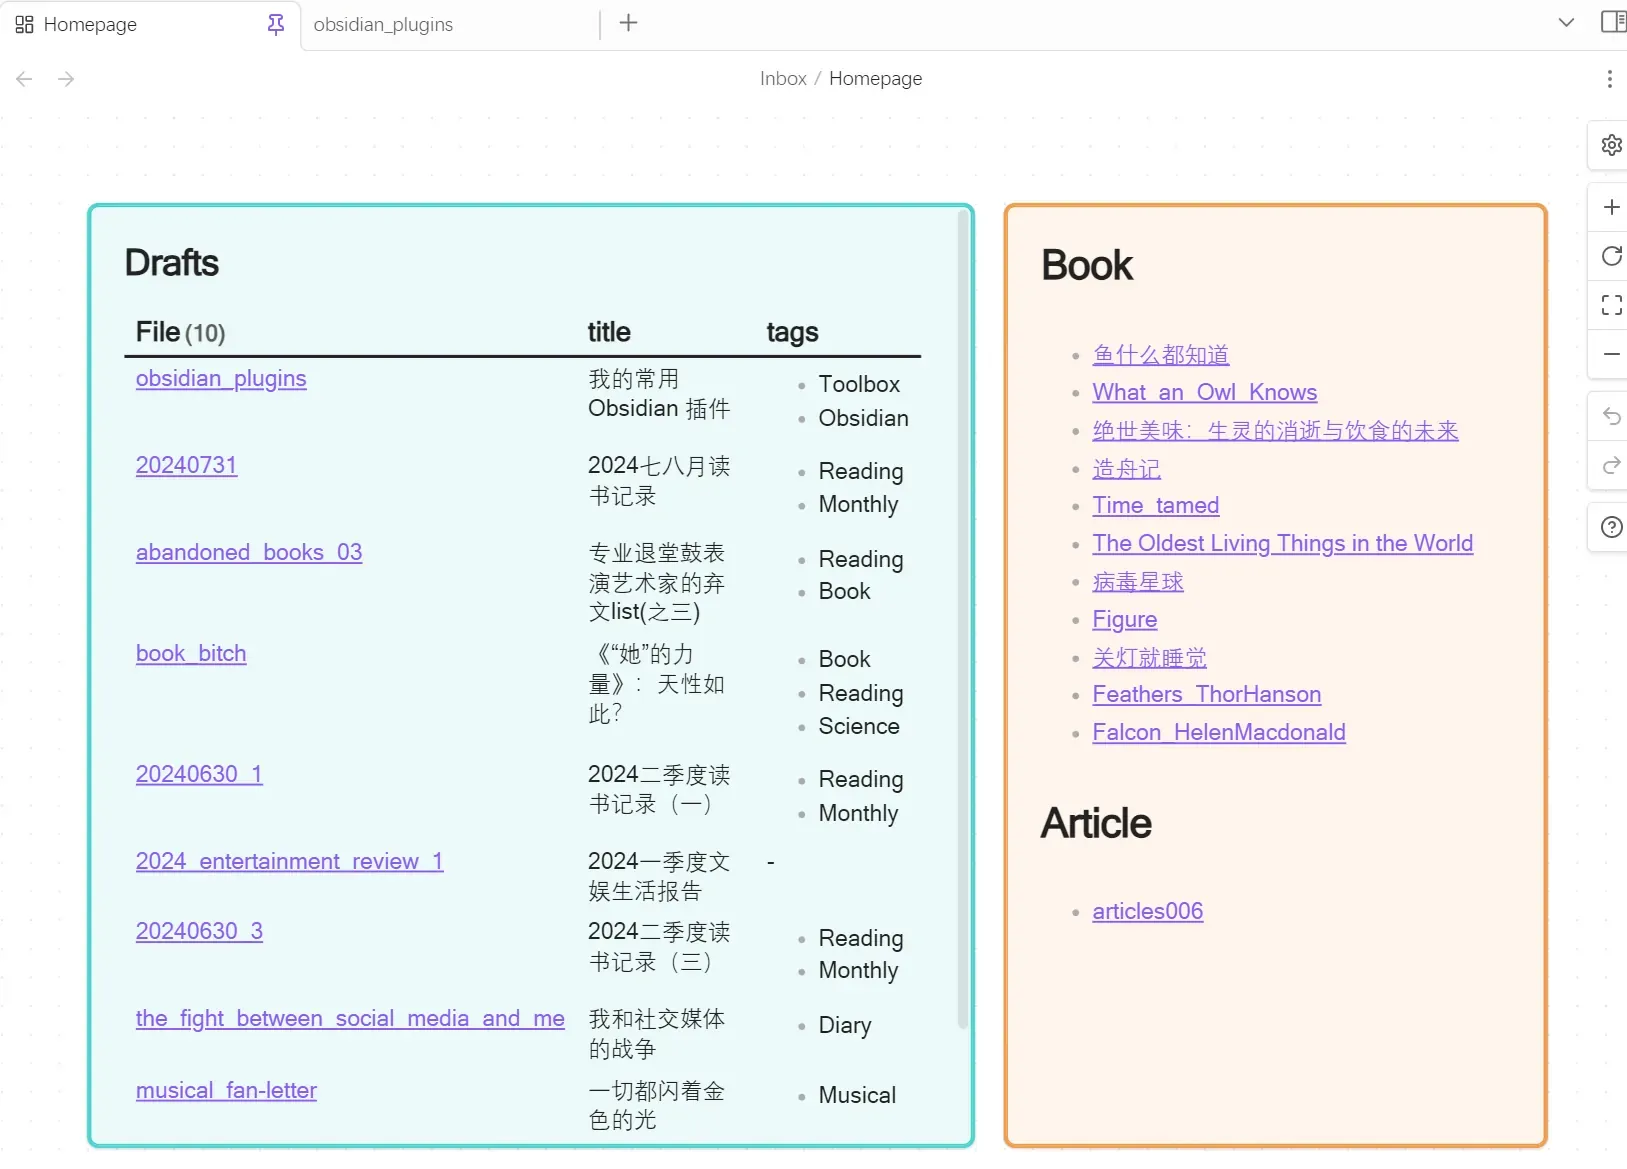 Homepage
obsidian_plugins
Inbox / Homepage
Drafts
File (10) title tags
obsidian_plugins
我的常用
Obsidian 插件
Toolbox
Obsidian
20240731
2024七八月读
书记录
Reading
Monthly
abandoned_books_03
专业退堂鼓表
演艺术家的弃
文list(之三)
Reading
Book
book_bitch
《“她”的力
量》：天性如
此？
Book
Reading
Science
20240630_1
2024二季度读
书记录（一）
Reading
Monthly
2024_entertainment_review_1
2024一季度文
娱生活报告
-
20240630_3
2024二季度读
书记录（三）
Reading
Monthly
the_fight_between_social_media_and_me
我和社交媒体
的战争
Diary
musical_fan-letter
一切都闪着金
色的光
Musical
Book
鱼什么都知道
What_an_Owl_Knows
绝世美味：生灵的消逝与饮食的未来
造舟记
Time_tamed
The Oldest Living Things in the World
病毒星球
Figure
关灯就睡觉
Feathers_ThorHanson
Falcon_HelenMacdonald
Article
articles006